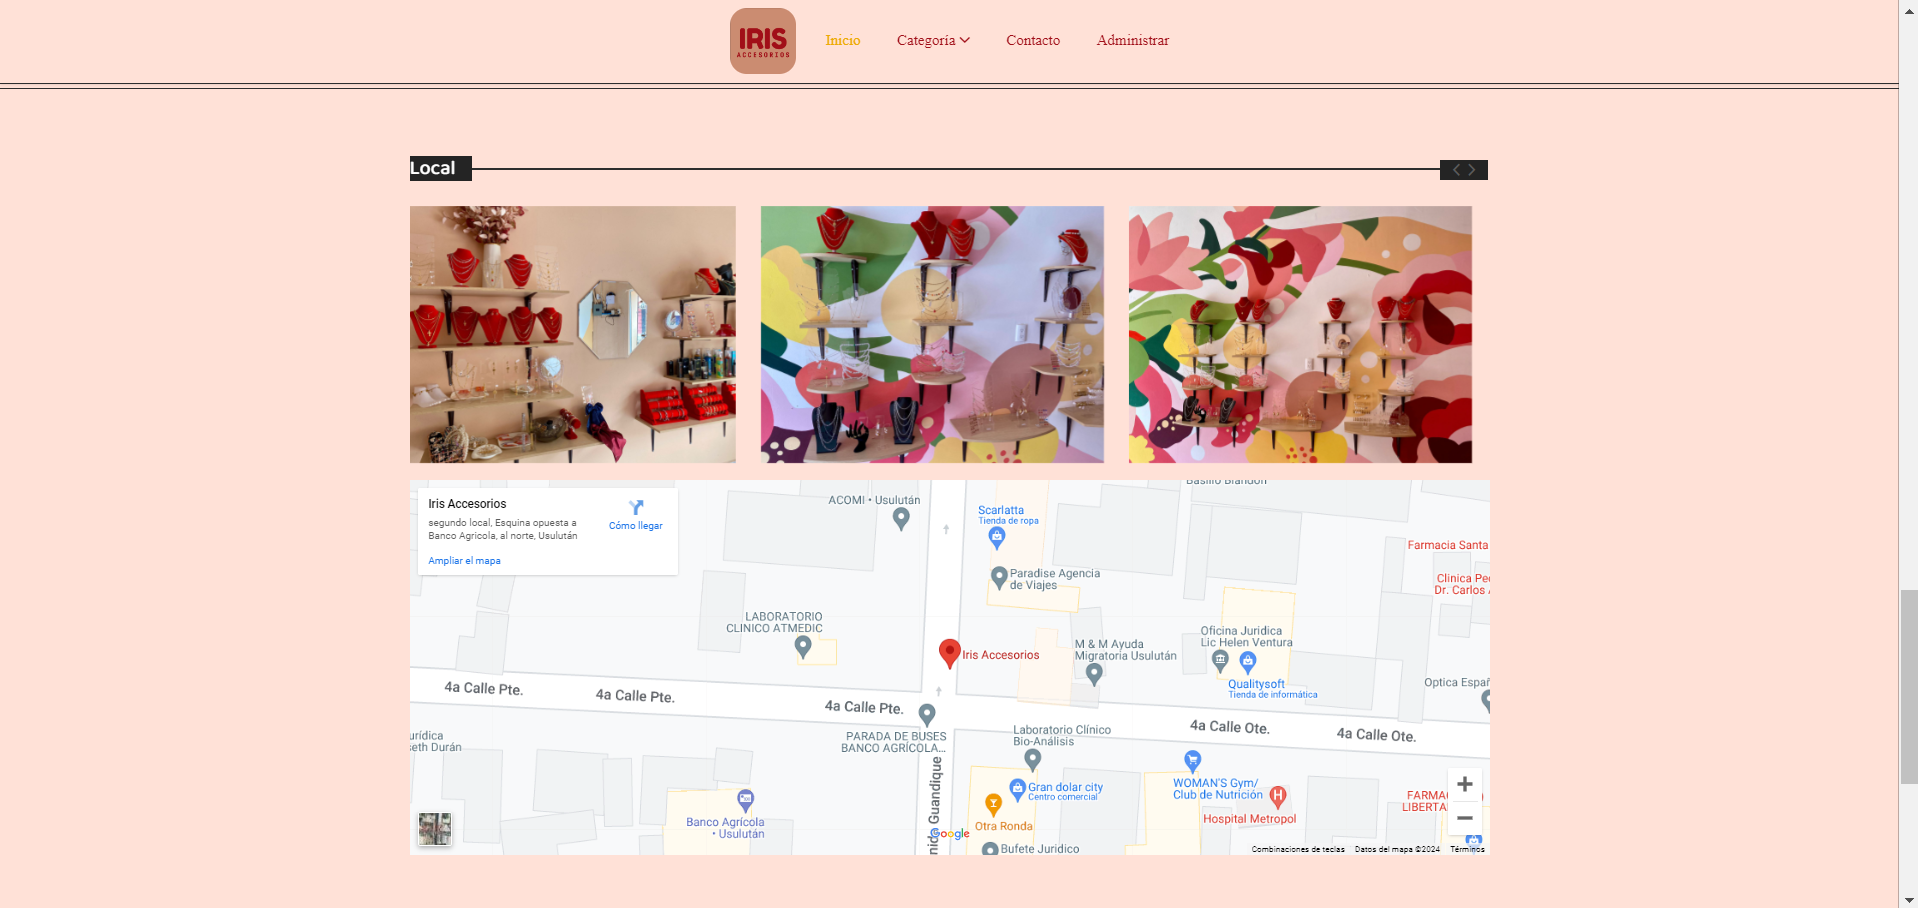 IRIS
ACCESORIOS
Inicio
Categoría
Contacto
Administrar
Local
Iris Accesorios
segundo local, Esquina opuesta a
Banco Agricola, al norte, Usulután
Cómo llegar
Ampliar el mapa
ACOMI • Usulután
Scarlatta
Tienda de ropa
Basilio Blandon
Paradise Agencia
de Viajes
Farmacia Santa
Clinica Pe
Dr. Carlos
LABORATORIO
CLINICO ATMEDIC
Iris Accesorios
M & M Ayuda
Migratoria Usulután
Oficina Juridica
Lic Helen Ventura
Qualitysoft
Tienda de informática
Optica Españ
4a Calle Pte.
4a Calle Pte.
4a Calle Pte.
4a Calle Ote.
4a Calle Ote.
PARADA DE BUSES
BANCO AGRÍCOLA...
Laboratorio Clínico
Bio-Análisis
urídica
seth Durán
nida Guandique
WOMAN'S Gym/
Club de Nutrición
Hospital Metropol
Gran dolar city
Centro comercial
Otra Ronda
Bufete Juridico
Banco Agrícola
• Usulután
FARMA
LIBERTA
Google
Combinaciones de teclas
Datos del mapa ©2024
Términos